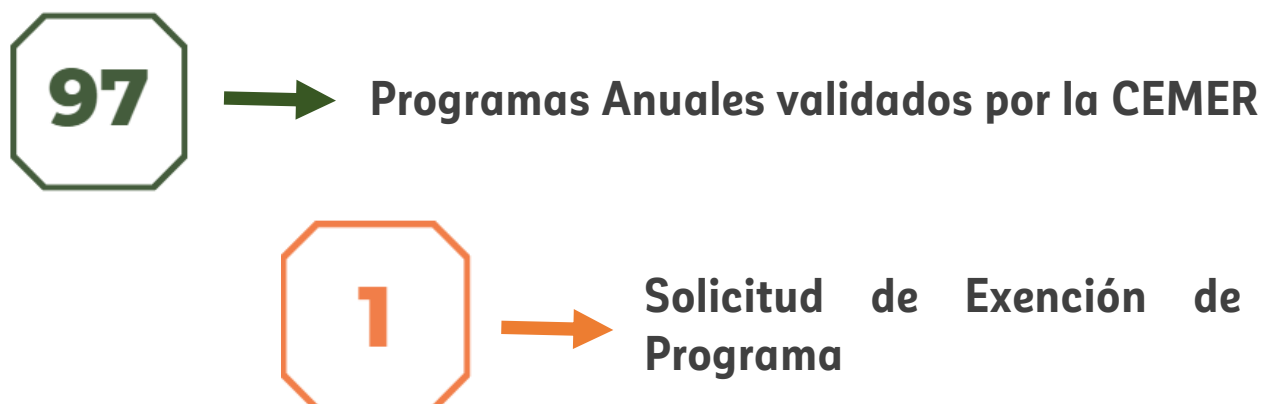 97
Programas Anuales validados por la CEMER
1
Solicitud de Exención de
Programa